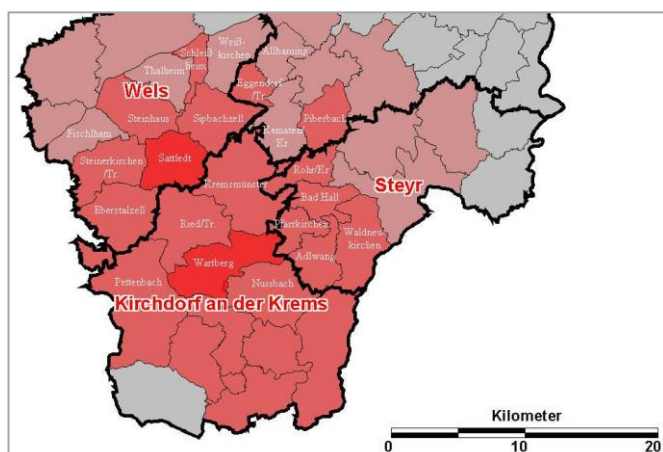 Weiß-
kirchen
Allhaming
Schleiß
heim
Thalheim
Eggendorf
/Tr.
Wels
Steinhaus
Sipbachzell
Piberbach
Fischlham
Kematen
Kr.
Steinerkirchen
/Tr.
Sattledt
Rohr/Kr
Kremsmünster
Steyr
Eberstalzell
Bad Hall
Ried/Tr.
Pfarrkirchen
Waldneu-
kirchen
Adlwang
Wartberg
Pettenbach
Nussbach
Kirchdorf an der Krems
Kilometer
0 10 20